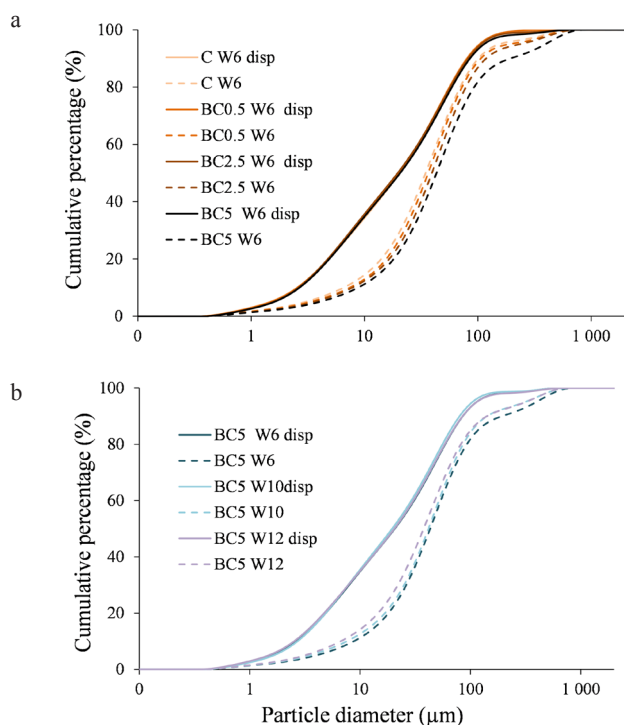 a
Cumulative percentage (%)
100
80
60
40
20
0
C W6 disp
C W6
BC0.5 W6 disp
BC0.5 W6
BC2.5 W6 disp
BC2.5 W6
BC5 W6 disp
BC5 W6
0 1 10 100 1 000
b
Cumulative percentage (%)
100
80
60
40
20
0
BC5 W6 disp
BC5 W6
BC5 W10disp
BC5 W10
BC5 W12 disp
BC5 W12
0 1 10 100 1 000
Particle diameter (µm)